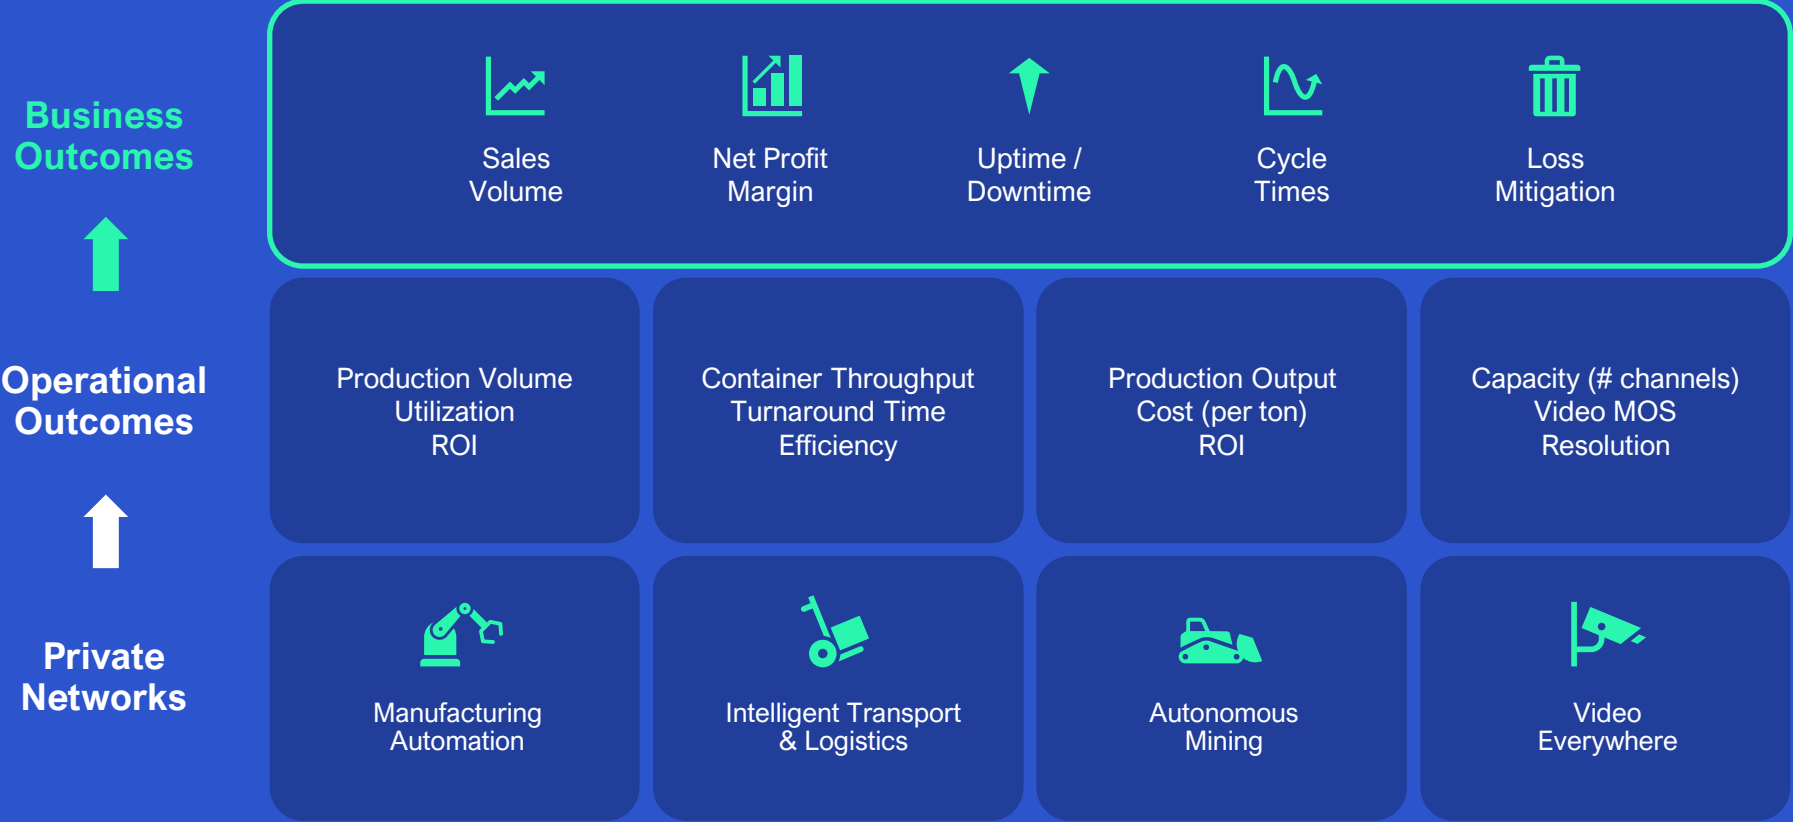 Business
Outcomes
Sales
Volume
Net Profit
Margin
Uptime /
Downtime
Cycle
Times
Loss
Mitigation
Operational
Outcomes
Production Volume
Utilization
ROI
Container Throughput
Turnaround Time
Efficiency
Production Output
Cost (per ton)
ROI
Capacity (# channels)
Video MOS
Resolution
Private
Networks
Manufacturing
Automation
Intelligent Transport
& Logistics
Autonomous
Mining
Video
Everywhere